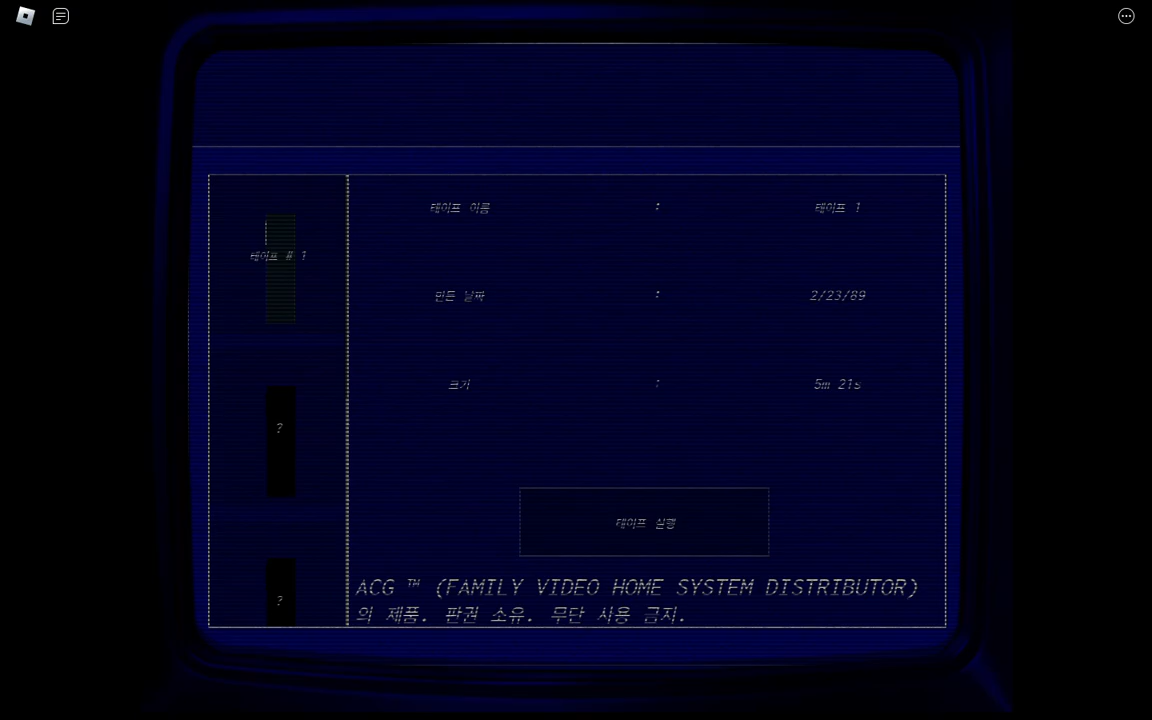 테이프 이름 : 테이프 1
테이프 # 1
만든 날짜 : 2/23/89
크기 : 5m 21s
?
테이프 실행
ACG ™ (FAMILY VIDEO HOME SYSTEM DISTRIBUTOR)
의 제품. 판권 소유. 무단 사용 금지.
?